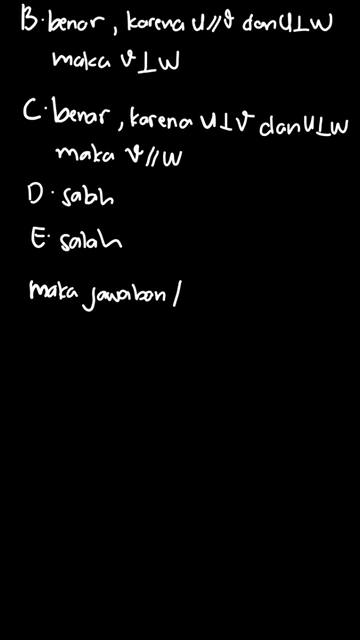 B. benar, karena u//v dan u⊥w
maka v⊥w
C. benar, karena u⊥v dan u⊥w
maka v//w
D. salah
E. salah
maka jawaban /